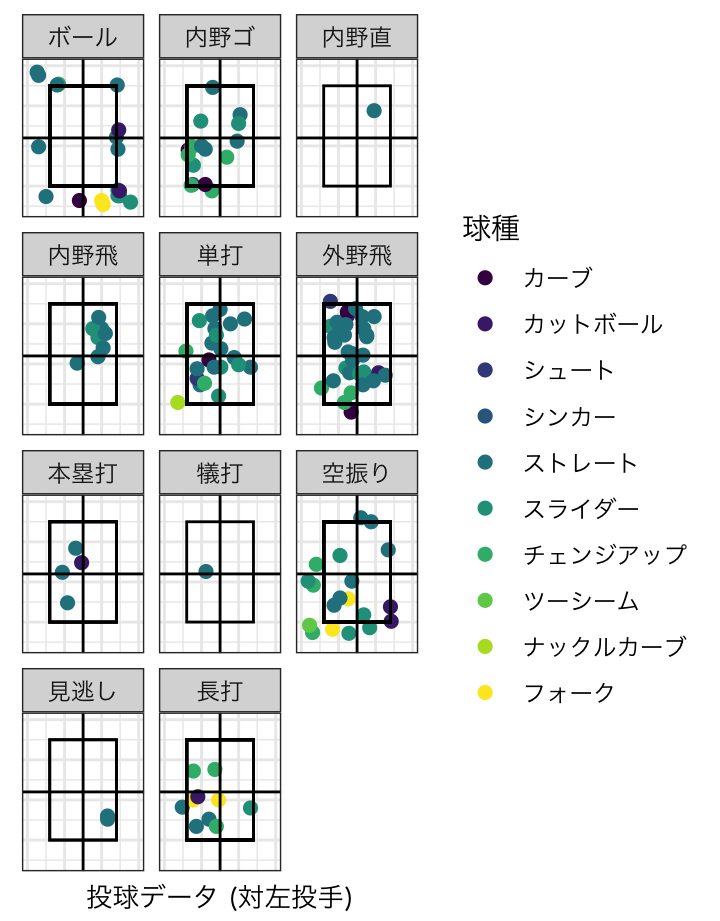 ボール
内野ゴ
内野直
内野飛
単打
外野飛
本塁打
犠打
空振り
見逃し
長打
球種
カーブ
カットボール
シュート
シンカー
ストレート
スライダー
チェンジアップ
ツーシーム
ナックルカーブ
フォーク
投球データ (対左投手)